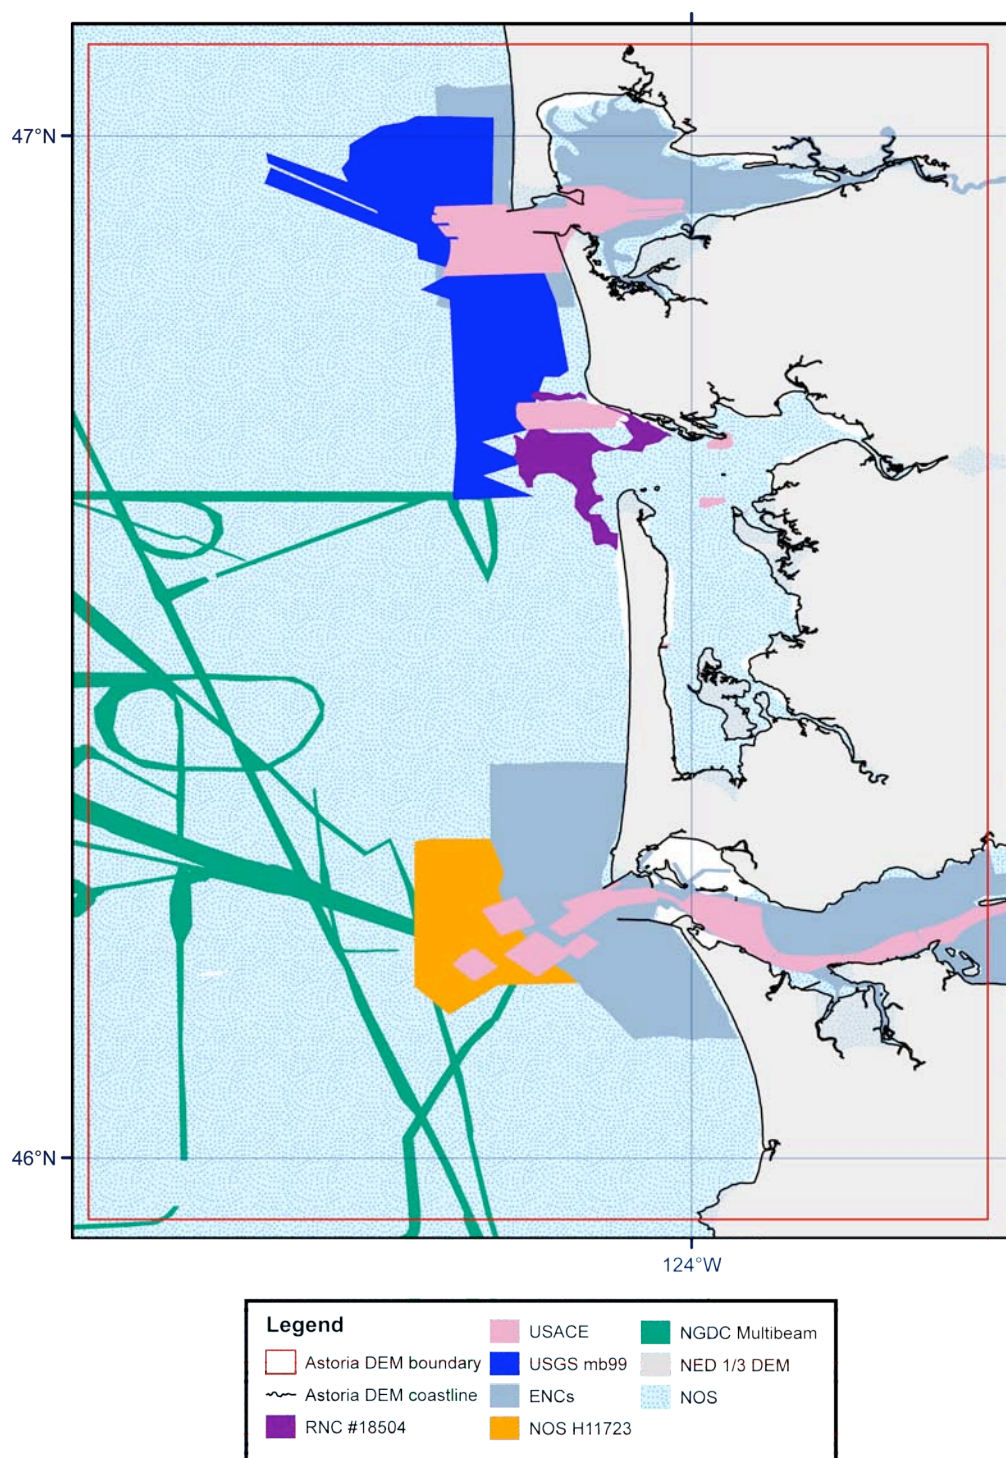 47°N
46°N
124°W
Legend
Astoria DEM boundary
Astoria DEM coastline
RNC #18504
USACE
USGS mb99
ENCs
NOS H11723
NGDC Multibeam
NED 1/3 DEM
NOS